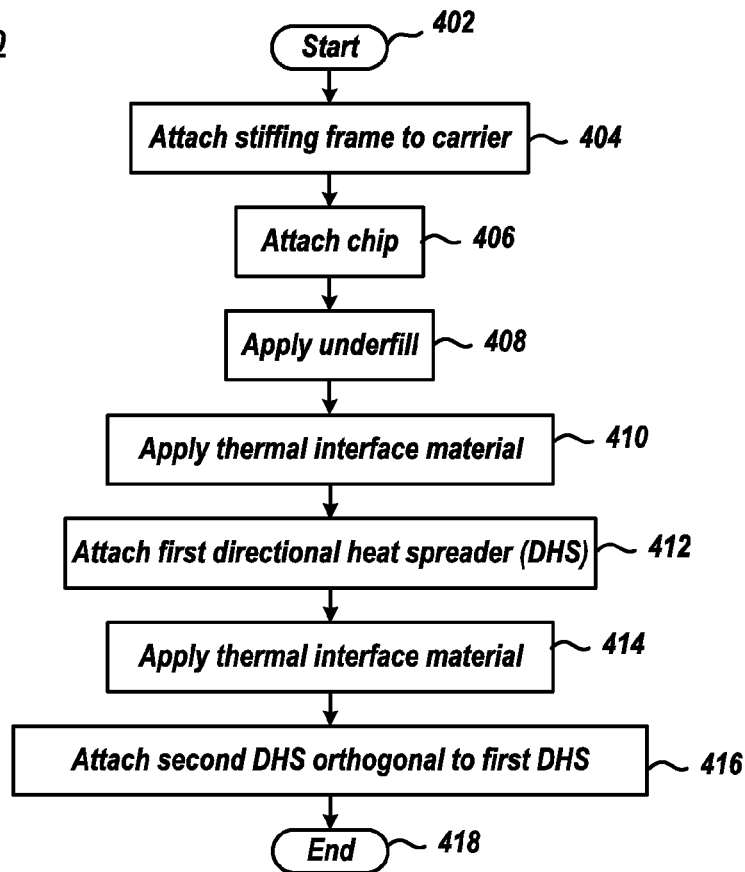 Start 402
Attach stiffing frame to carrier 404
Attach chip 406
Apply underfill 408
Apply thermal interface material 410
Attach first directional heat spreader (DHS) 412
Apply thermal interface material 414
Attach second DHS orthogonal to first DHS 416
End 418